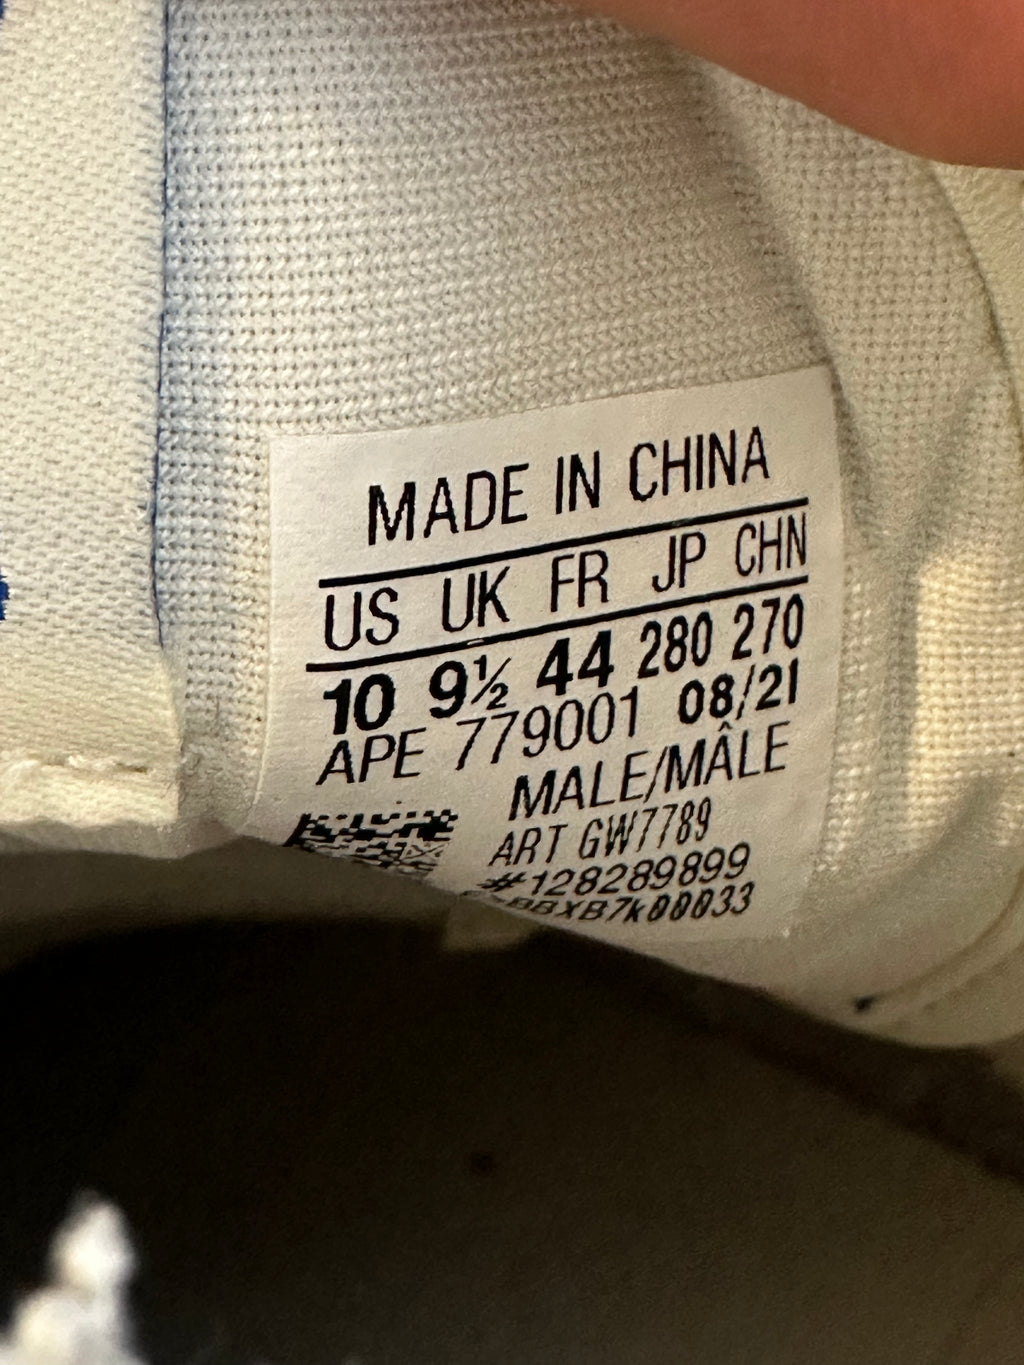 MADE IN CHINA
US UK FR JP CHN
10 9½ 44 280 270
APE 779001 08/21
MALE/MÂLE
ART GW7789
#128289899